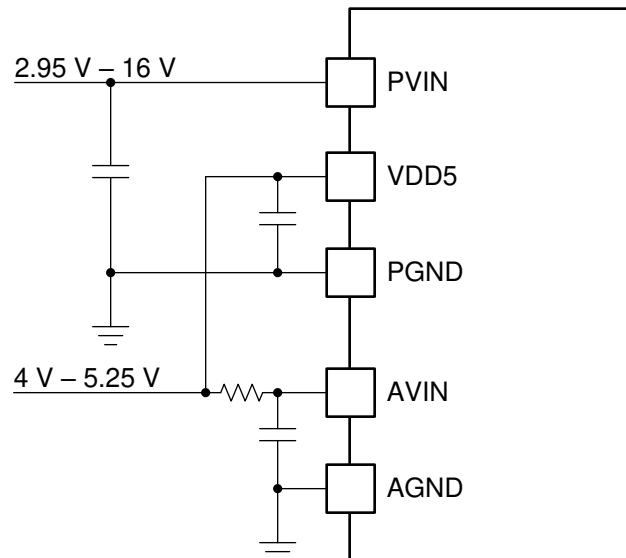 2.95 V – 16 V
PVIN
VDD5
PGND
4 V – 5.25 V
AVIN
AGND